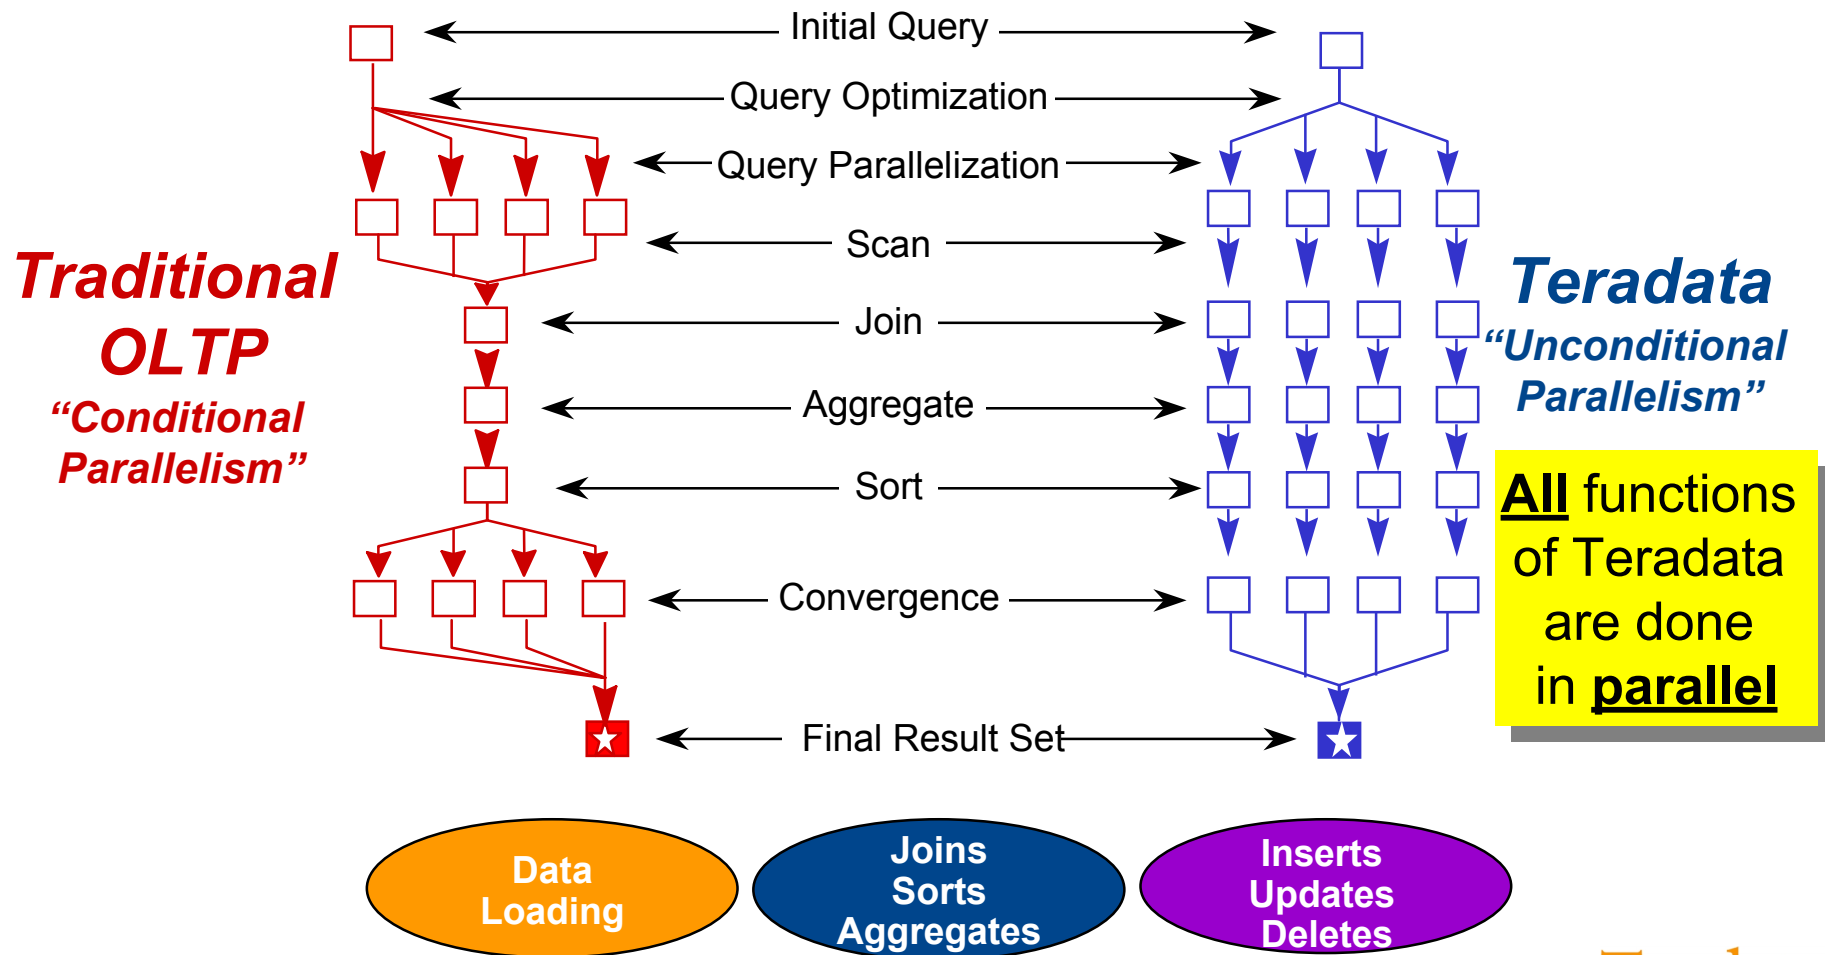 Initial Query
Query Optimization
Query Parallelization
Scan
Join
Aggregate
Sort
Convergence
Final Result Set
Traditional
OLTP
“Conditional
Parallelism”
Teradata
“Unconditional
Parallelism”
All functions
of Teradata
are done
in parallel
Data
Loading
Joins
Sorts
Aggregates
Inserts
Updates
Deletes